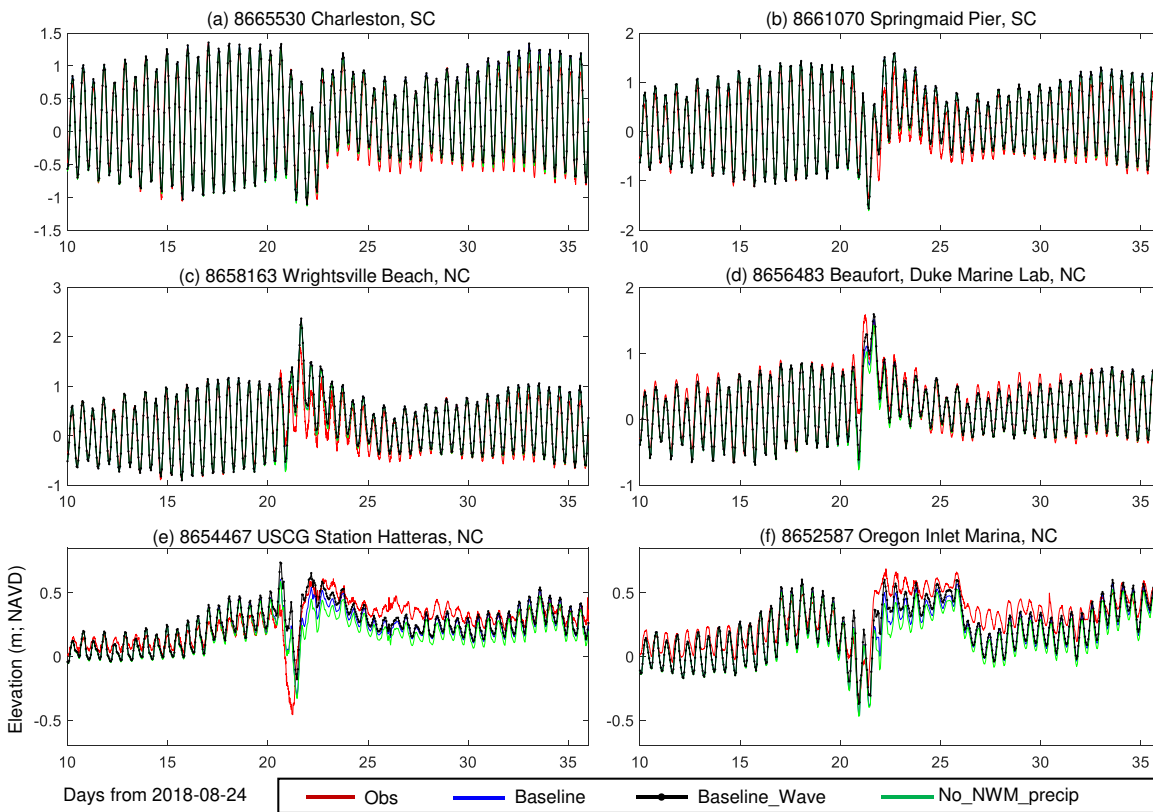 (a) 8665530 Charleston, SC
(b) 8661070 Springmaid Pier, SC
1.5
1
0.5
0
-0.5
-1
-1.5
10 15 20 25 30 35
2
1
0
-1
-2
10 15 20 25 30 35
(c) 8658163 Wrightsville Beach, NC
(d) 8656483 Beaufort, Duke Marine Lab, NC
3
2
1
0
-1
10 15 20 25 30 35
2
1
0
-1
10 15 20 25 30 35
(e) 8654467 USCG Station Hatteras, NC
(f) 8652587 Oregon Inlet Marina, NC
Elevation (m; NAVD)
0.5
0
-0.5
10 15 20 25 30 35
0.5
0
-0.5
10 15 20 25 30 35
Days from 2018-08-24
Obs Baseline Baseline_Wave No_NWM_precip